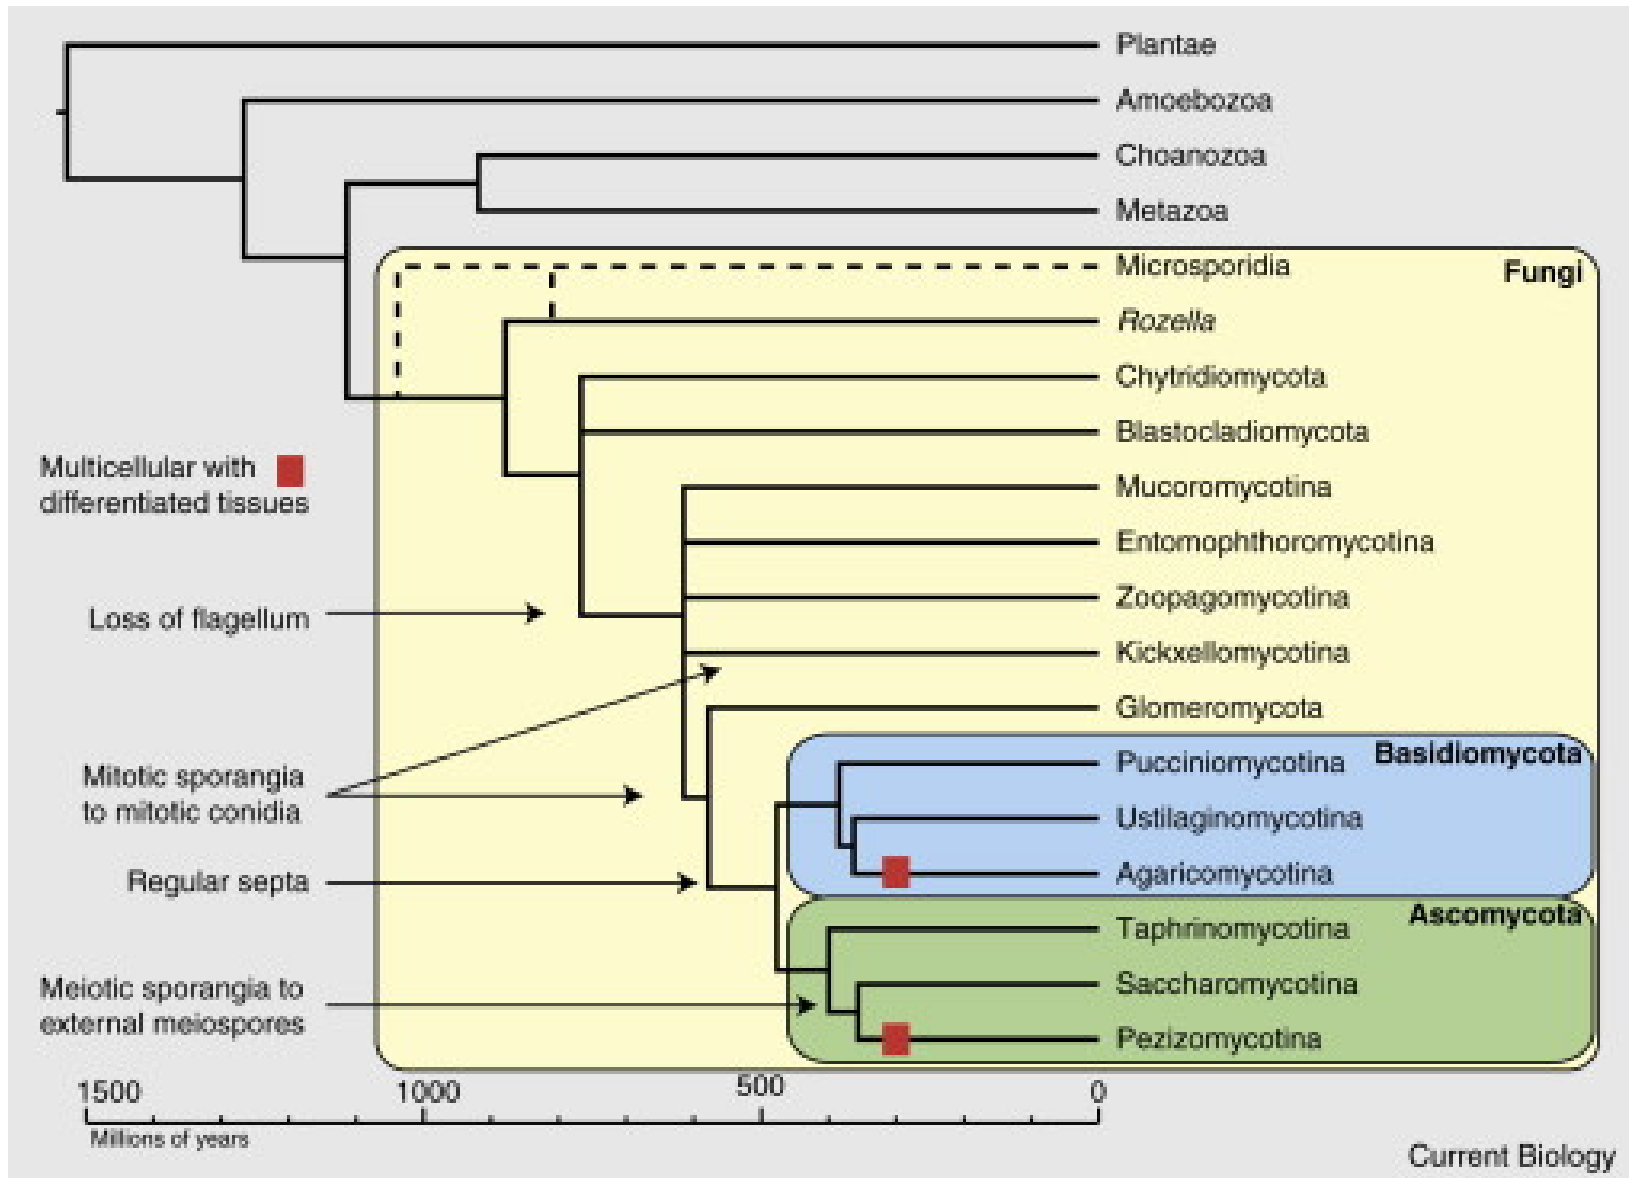 Plantae
Amoebozoa
Choanozoa
Metazoa
Microsporidia
Fungi
Rozella
Chytridiomycota
Blastocladiomycota
Multicellular with
differentiated tissues
Mucoromycotina
Entomophthoromycotina
Zoopagomycotina
Loss of flagellum
Kickxellomycotina
Glomeromycota
Basidiomycota
Pucciniomycotina
Mitotic sporangia
to mitotic conidia
Ustilaginomycotina
Agaricomycotina
Regular septa
Ascomycota
Taphrinomycotina
Saccharomycotina
Meiotic sporangia to
external meiospores
Pezizomycotina
1500 1000 500 0
Millions of years
Current Biology